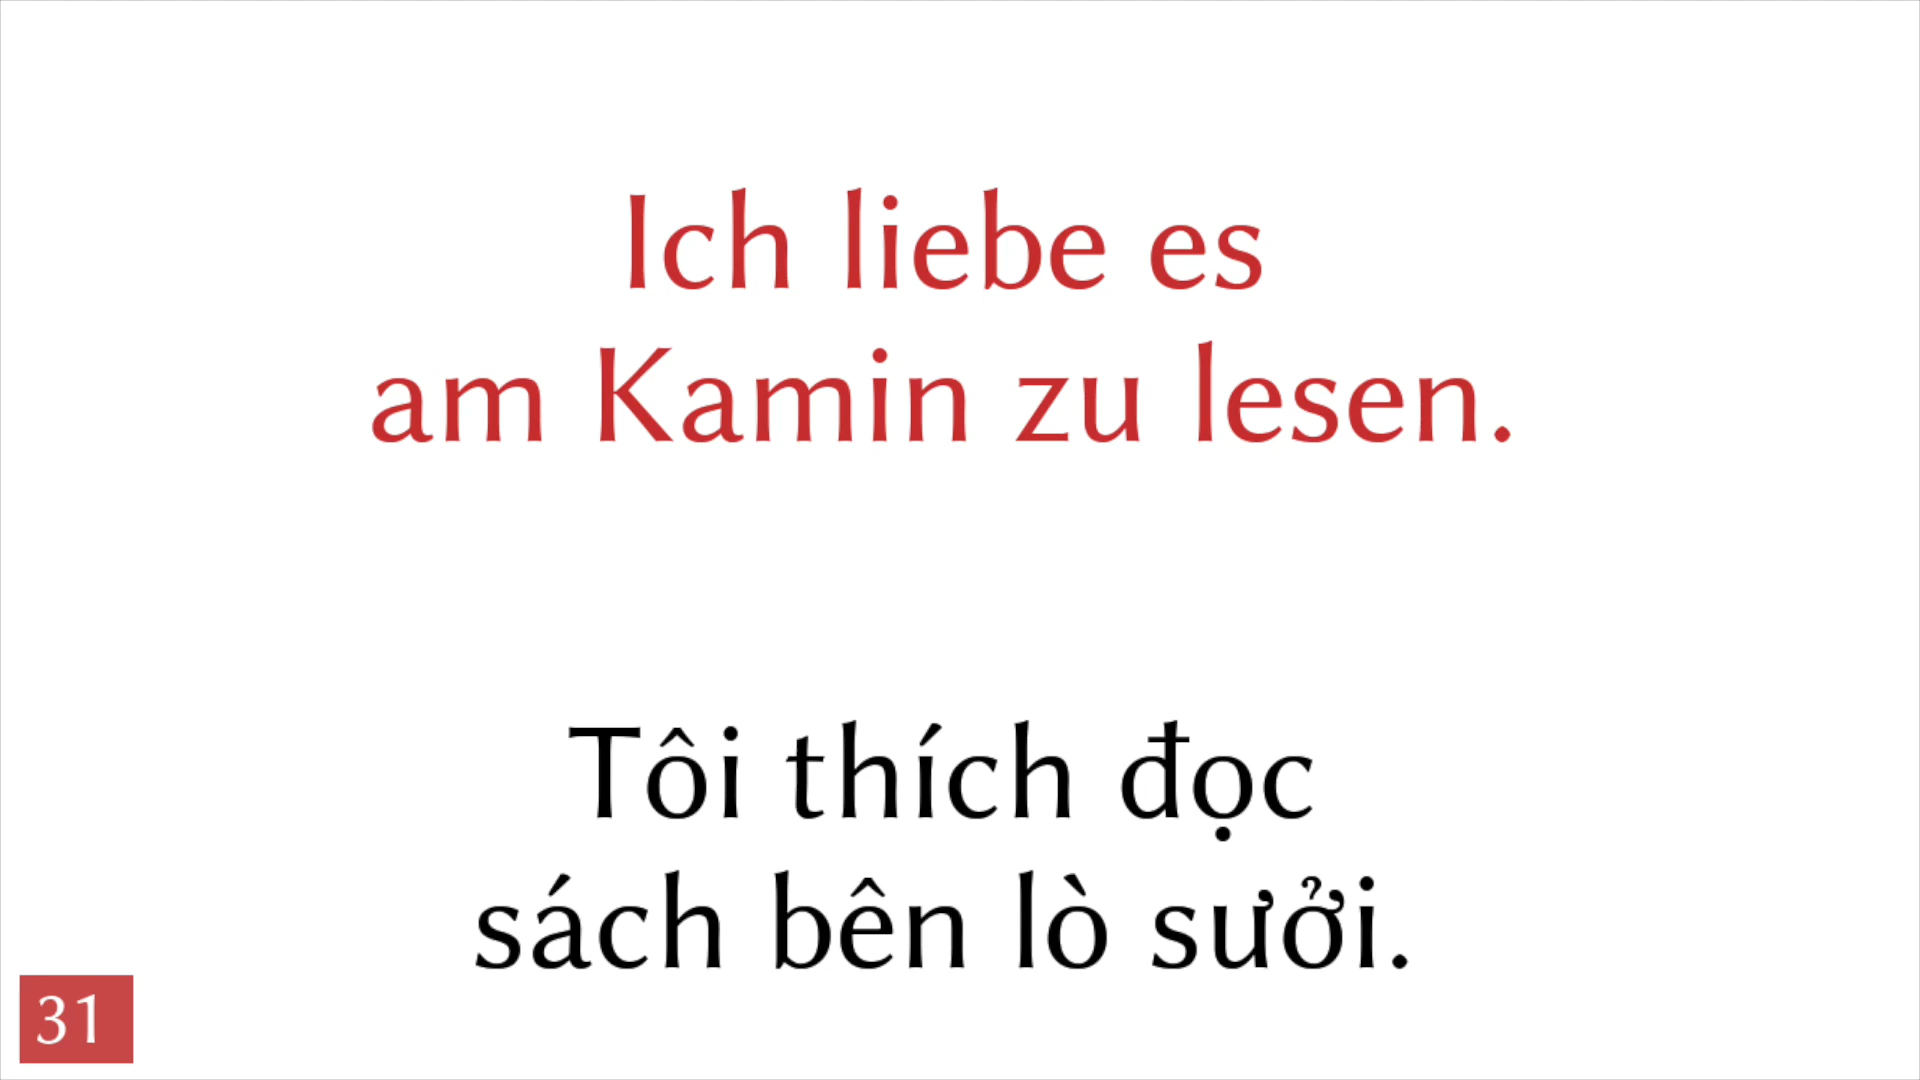 Ich liebe es
am Kamin zu lesen.
Tôi thích đọc
sách bên lò sưởi.
31